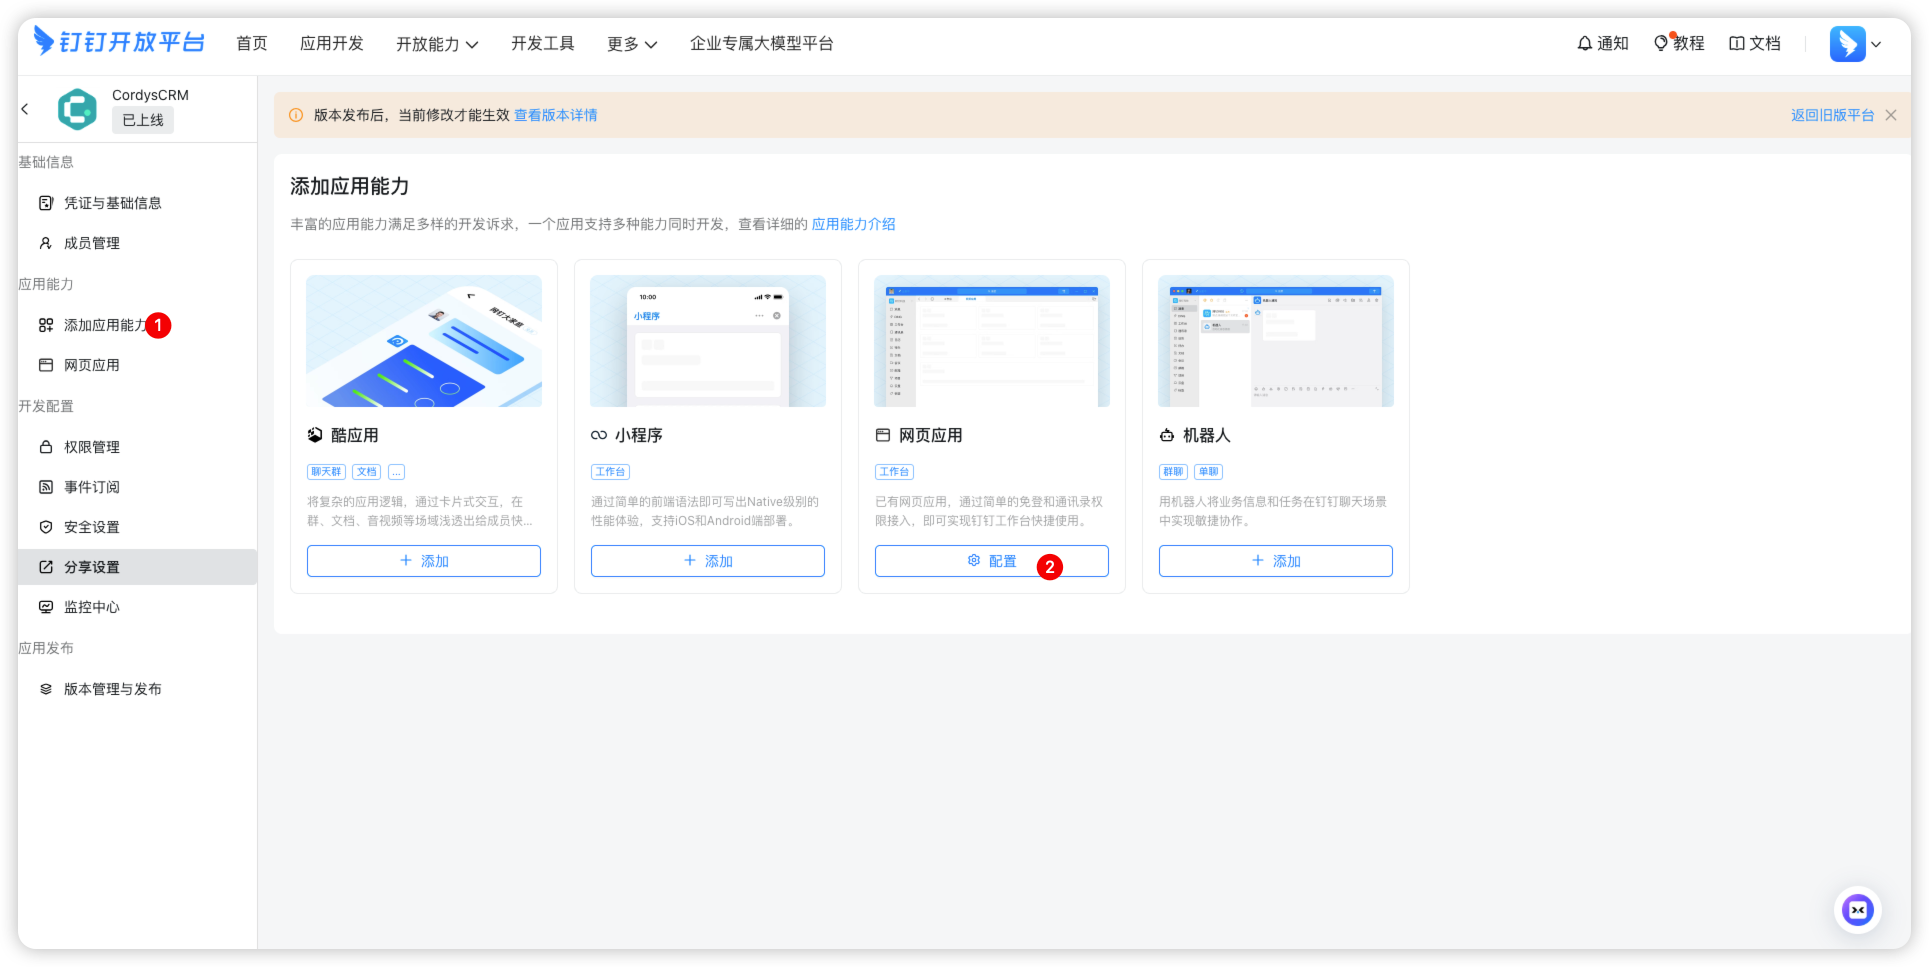 钉钉开放平台 首页 应用开发 开放能力 开发工具 更多 企业专属大模型平台 通知 教程 文档
CordysCRM
已上线
基础信息
凭证与基础信息
成员管理
应用能力
添加应用能力 1
网页应用
开发配置
权限管理
事件订阅
安全设置
分享设置
监控中心
应用发布
版本管理与发布
版本发布后，当前修改才能生效 查看版本详情 返回旧版平台
添加应用能力
丰富的应用能力满足多样的开发诉求，一个应用支持多种能力同时开发，查看详细的 应用能力介绍
酷应用
聊天群 文档 ...
将复杂的应用逻辑，通过卡片式交互，在
群、文档、音视频等场域浅透出给成员快...
添加
10:00
小程序
小程序
工作台
通过简单的前端语法即可写出Native级别的
性能体验，支持iOS和Android端部署。
添加
网页应用
工作台
已有网页应用，通过简单的免登和通讯录权
限接入，即可实现钉钉工作台快捷使用。
配置 2
机器人
群聊 单聊
用机器人将业务信息和任务在钉钉聊天场景
中实现敏捷协作。
添加